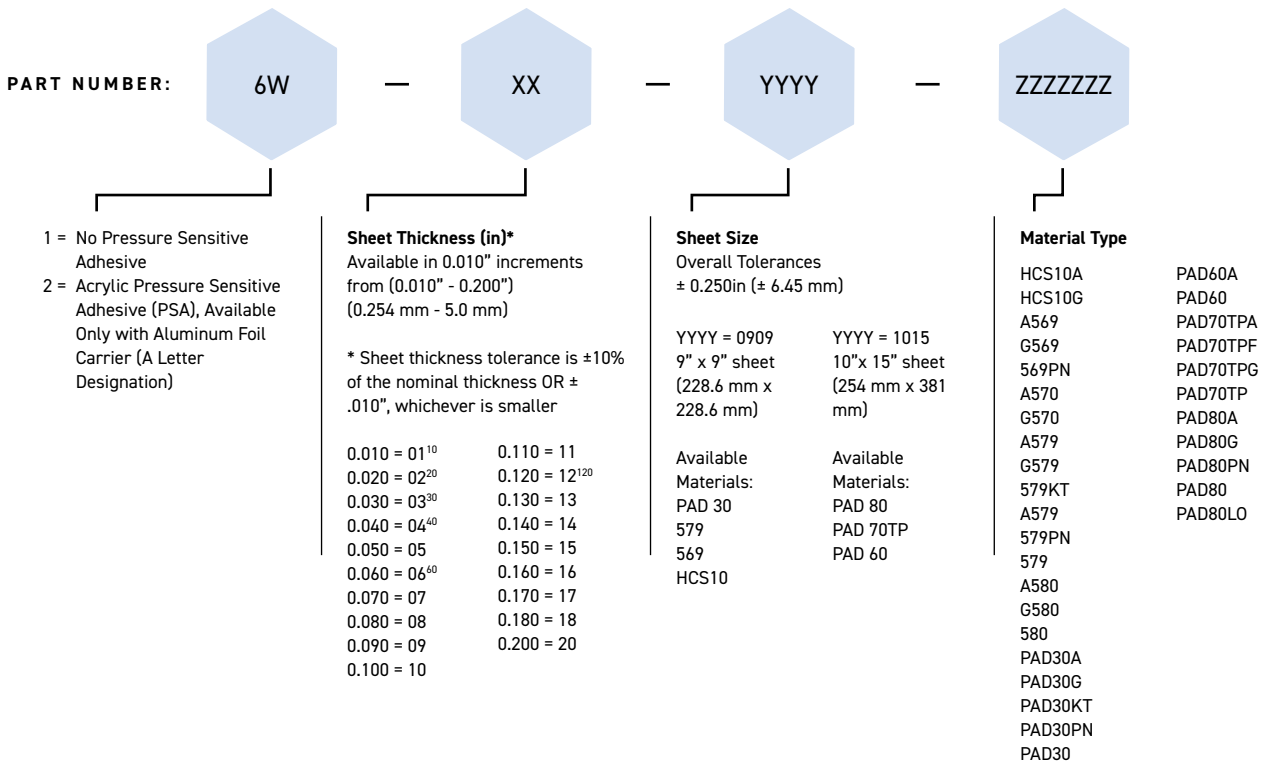 PART NUMBER:
6W
—
XX
—
YYYY
—
ZZZZZZZ
1 = No Pressure Sensitive
Adhesive
2 = Acrylic Pressure Sensitive
Adhesive (PSA), Available
Only with Aluminum Foil
Carrier (A Letter
Designation)
Sheet Thickness (in)*
Available in 0.010” increments
from (0.010” - 0.200”)
(0.254 mm - 5.0 mm)
* Sheet thickness tolerance is ±10%
of the nominal thickness OR ±
.010”, whichever is smaller
0.010 = 01¹⁰
0.020 = 02²⁰
0.030 = 03³⁰
0.040 = 04⁴⁰
0.050 = 05
0.060 = 06⁶⁰
0.070 = 07
0.080 = 08
0.090 = 09
0.100 = 10
0.110 = 11
0.120 = 12¹²⁰
0.130 = 13
0.140 = 14
0.150 = 15
0.160 = 16
0.170 = 17
0.180 = 18
0.200 = 20
Sheet Size
Overall Tolerances
± 0.250in (± 6.45 mm)
YYYY = 0909
9” x 9” sheet
(228.6 mm x
228.6 mm)
Available
Materials:
PAD 30
579
569
HCS10
YYYY = 1015
10”x 15” sheet
(254 mm x 381
mm)
Available
Materials:
PAD 80
PAD 70TP
PAD 60
Material Type
HCS10A
HCS10G
A569
G569
569PN
A570
G570
A579
G579
579KT
A579
579PN
579
A580
G580
580
PAD30A
PAD30G
PAD30KT
PAD30PN
PAD30
PAD60A
PAD60
PAD70TPA
PAD70TPF
PAD70TPG
PAD70TP
PAD80A
PAD80G
PAD80PN
PAD80
PAD80LO